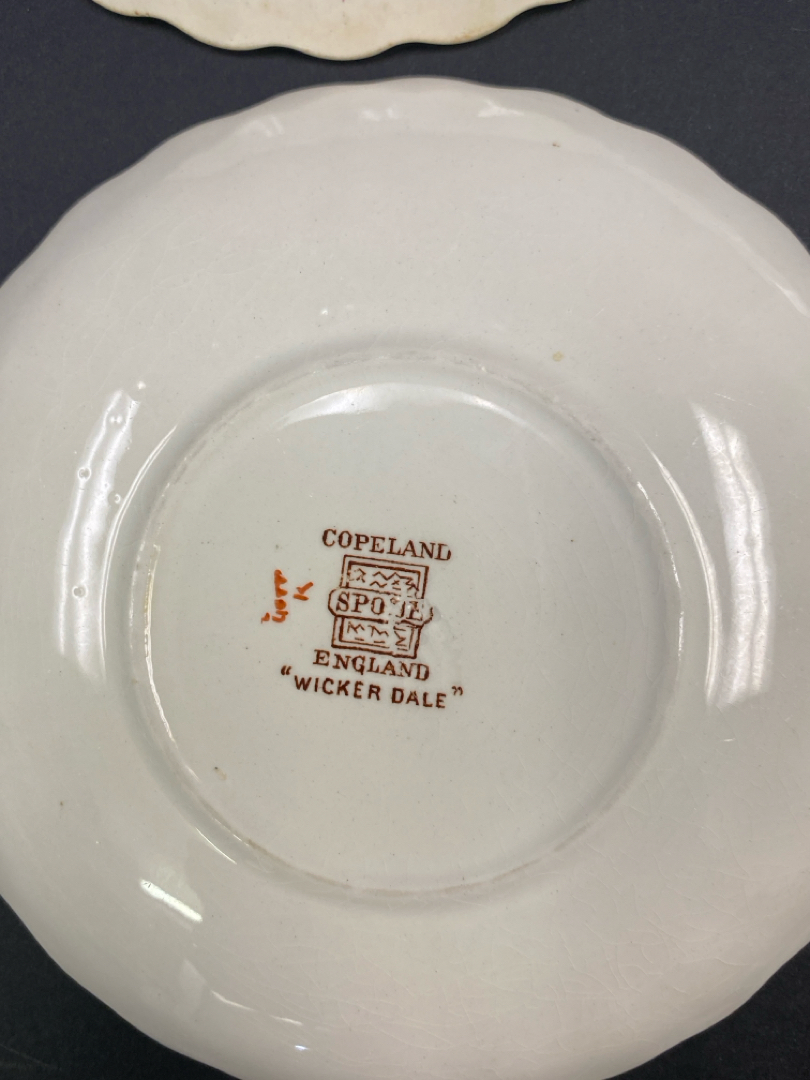 COPELAND
SPODE
ENGLAND
"WICKER DALE"
K